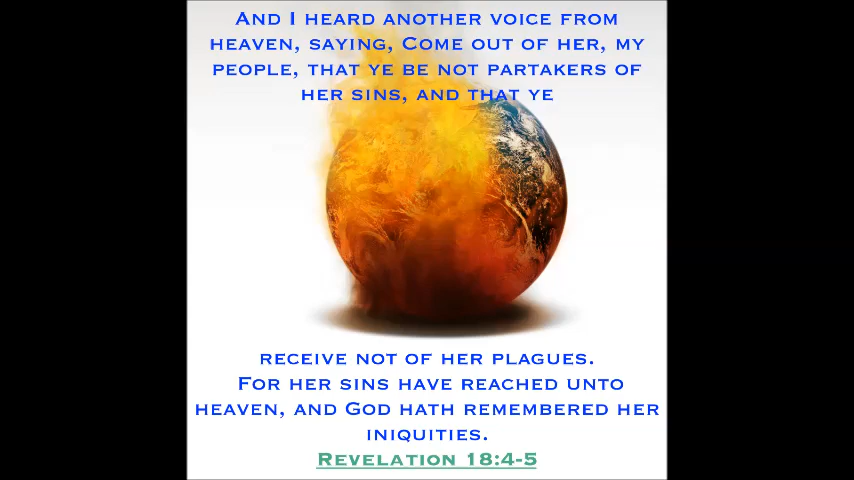 And I heard another voice from
heaven, saying, Come out of her, my
people, that ye be not partakers of
her sins, and that ye
receive not of her plagues.
For her sins have reached unto
heaven, and God hath remembered her
iniquities.
Revelation 18:4-5